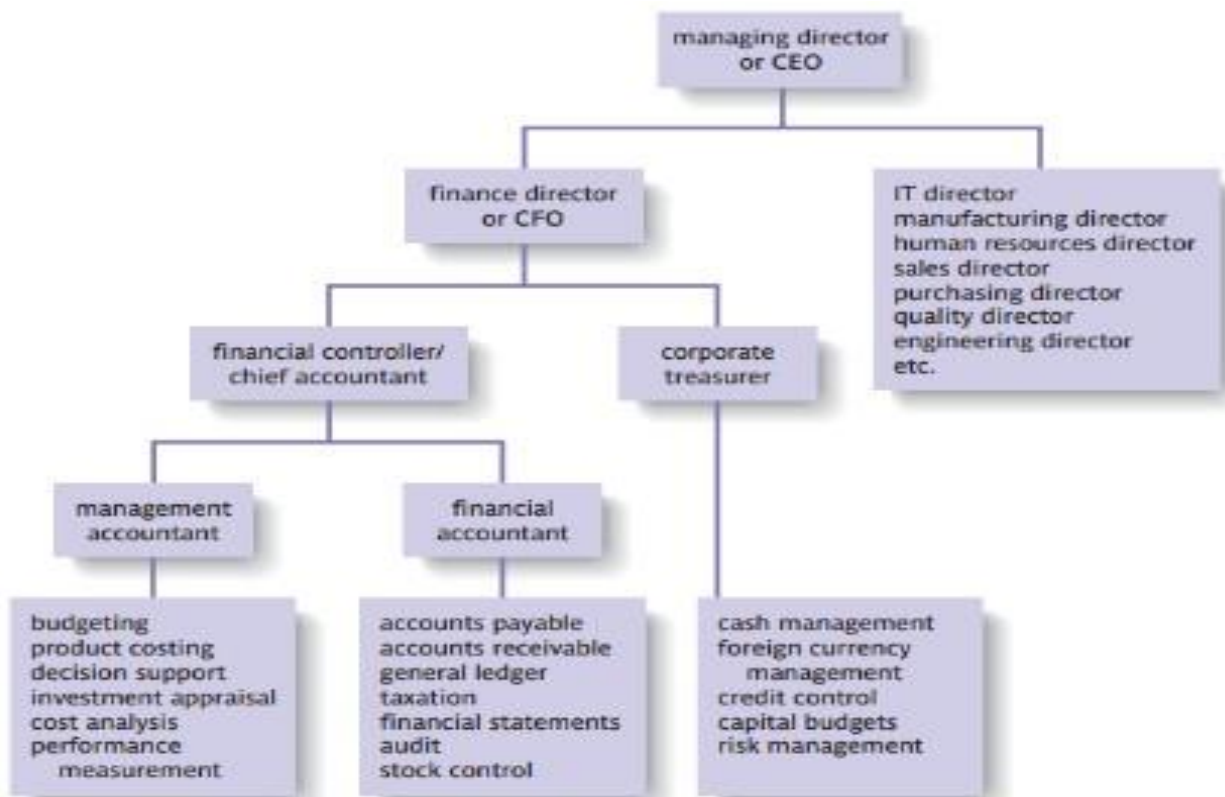 managing director
or CEO
finance director
or CFO
IT director
manufacturing director
human resources director
sales director
purchasing director
quality director
engineering director
etc.
financial controller/
chief accountant
corporate
treasurer
management
accountant
financial
accountant
budgeting
product costing
decision support
investment appraisal
cost analysis
performance
measurement
accounts payable
accounts receivable
general ledger
taxation
financial statements
audit
stock control
cash management
foreign currency
management
credit control
capital budgets
risk management